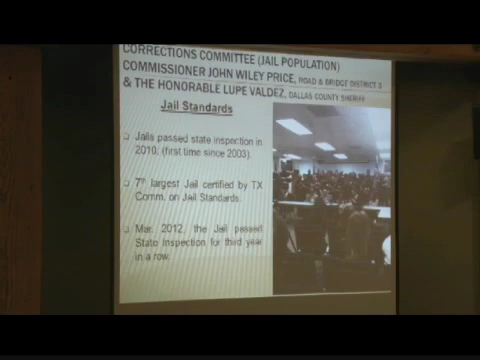 CORRECTIONS COMMITTEE (JAIL POPULATION)
COMMISSIONER JOHN WILEY PRICE, ROAD & BRIDGE DISTRICT 3
& THE HONORABLE LUPE VALDEZ, DALLAS COUNTY SHERIFF
Jail Standards
Jails passed state inspection in
2010; (first time since 2003).
7th largest Jail certified by TX
Comm. on Jail Standards.
Mar. 2012, the Jail passed
State Inspection for third year
in a row.